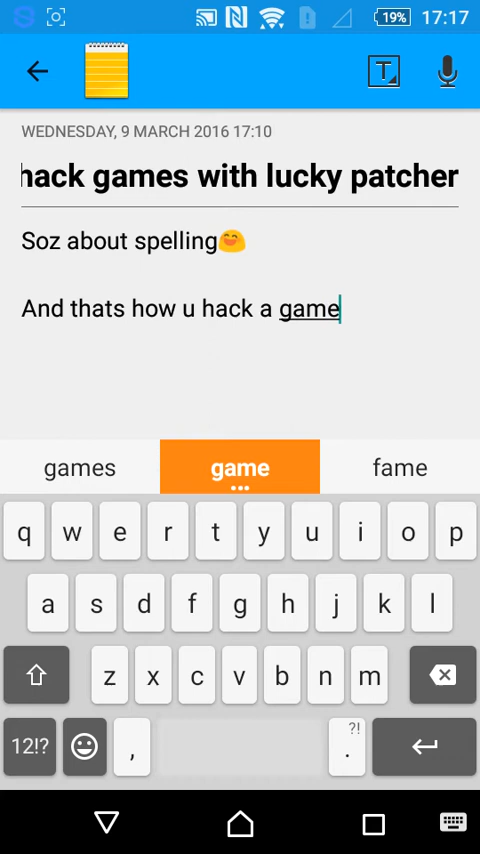 19% 17:17
T
WEDNESDAY, 9 MARCH 2016 17:10
hack games with lucky patcher
Soz about spelling😄
And thats how u hack a game
games game fame
q w e r t y u i o p
a s d f g h j k l
z x c v b n m
12!? , ?! .